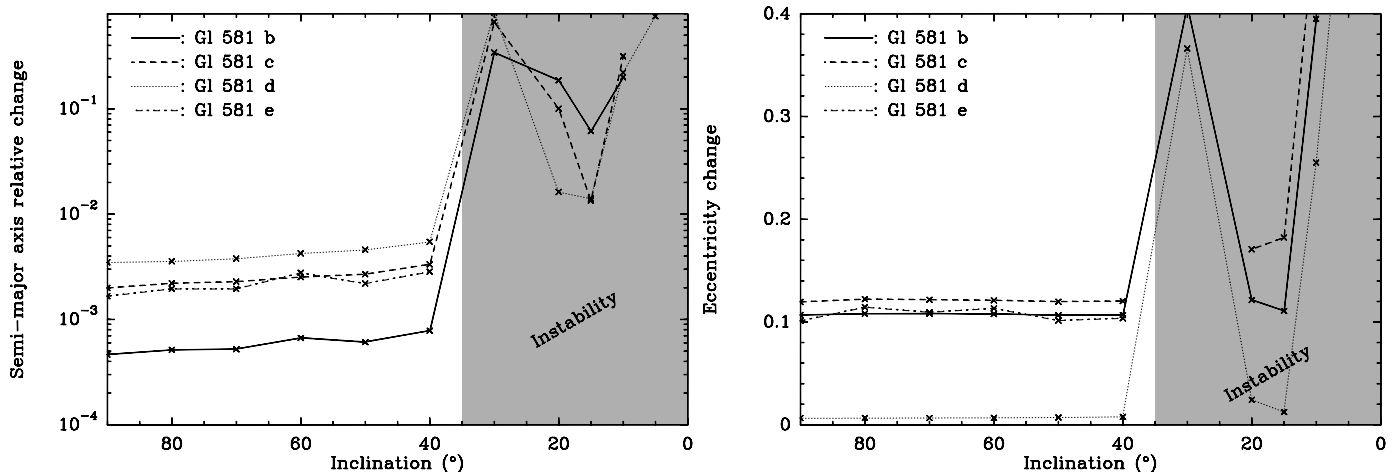 Semi-major axis relative change
: Gl 581 b
: Gl 581 c
: Gl 581 d
: Gl 581 e
10⁻¹
10⁻²
10⁻³
10⁻⁴
Instability
80 60 40 20 0
Inclination (°)
Eccentricity change
: Gl 581 b
: Gl 581 c
: Gl 581 d
: Gl 581 e
0.4
0.3
0.2
0.1
0
Instability
80 60 40 20 0
Inclination (°)